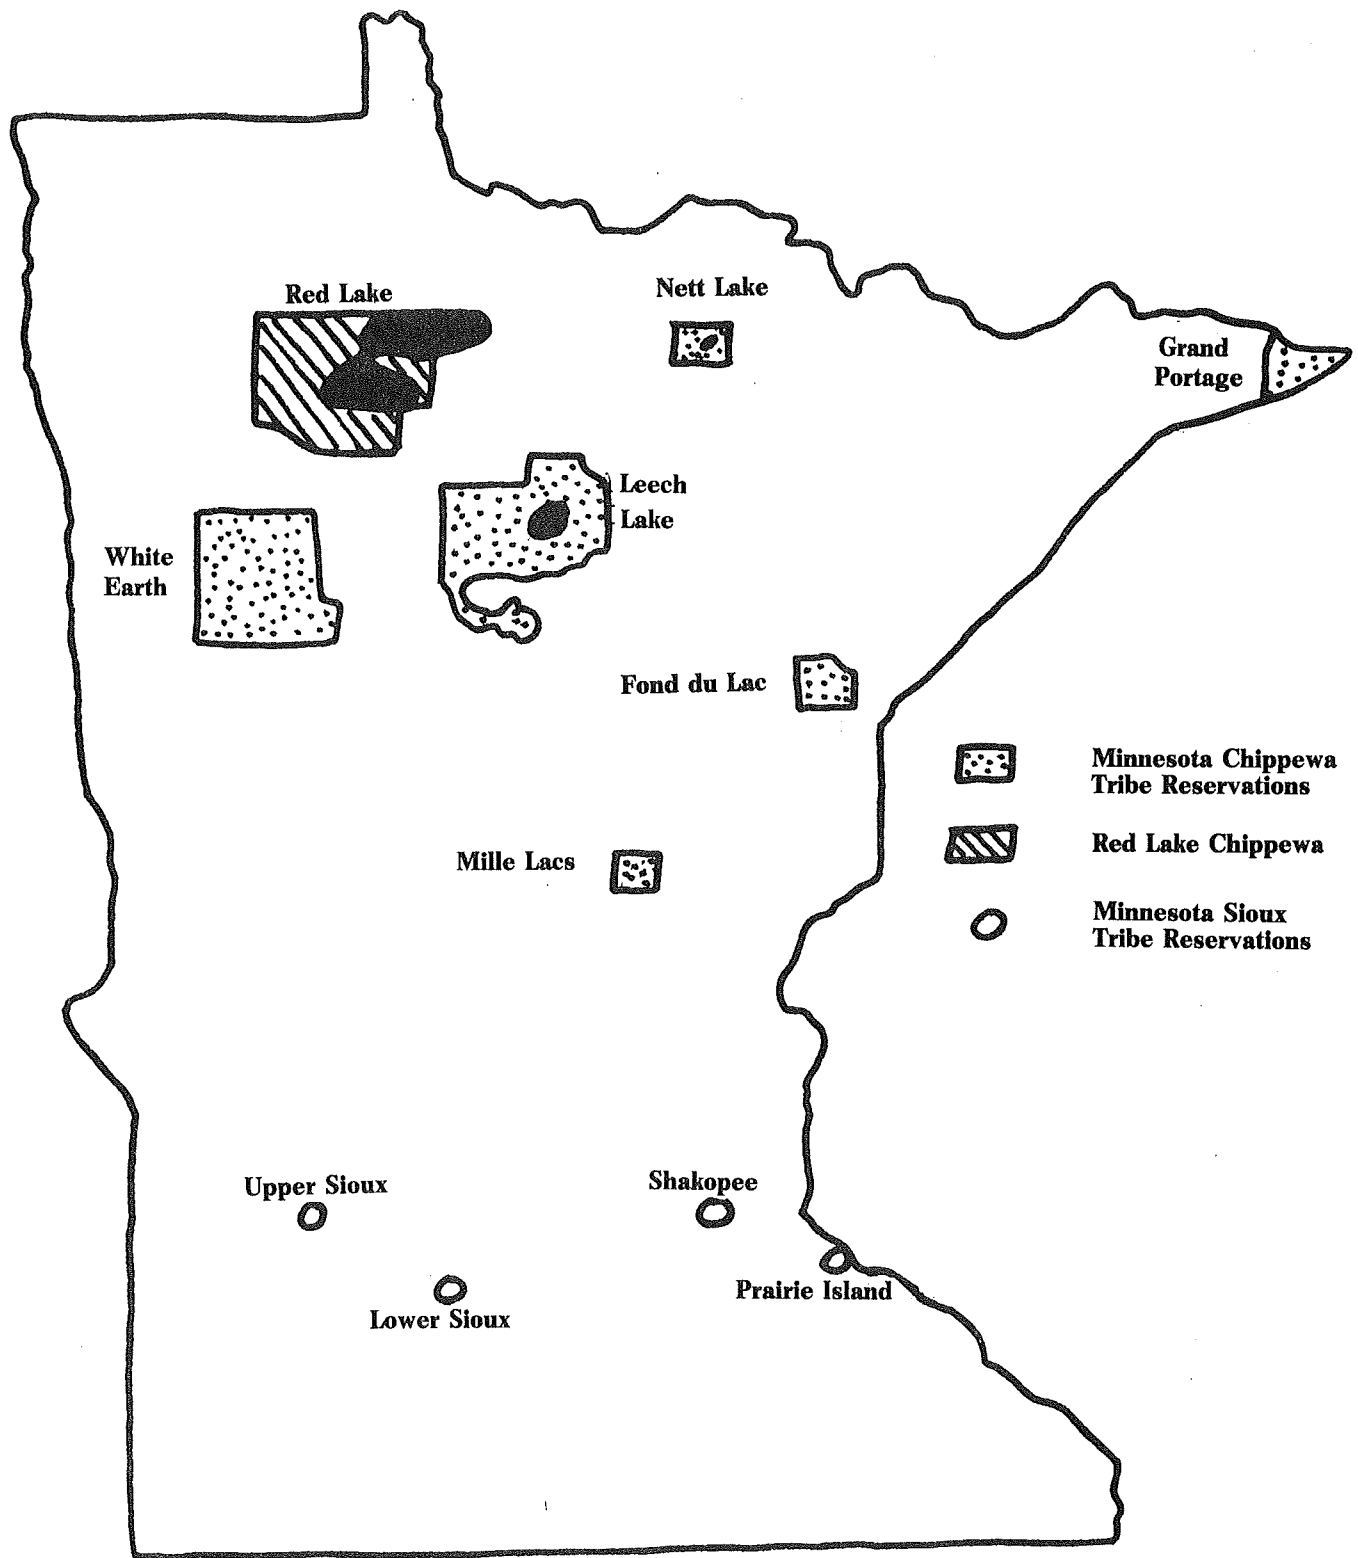 Red Lake
Nett Lake
Grand
Portage
Leech
Lake
White
Earth
Fond du Lac
Minnesota Chippewa
Tribe Reservations
Mille Lacs
Red Lake Chippewa
Minnesota Sioux
Tribe Reservations
Upper Sioux
Shakopee
Prairie Island
Lower Sioux